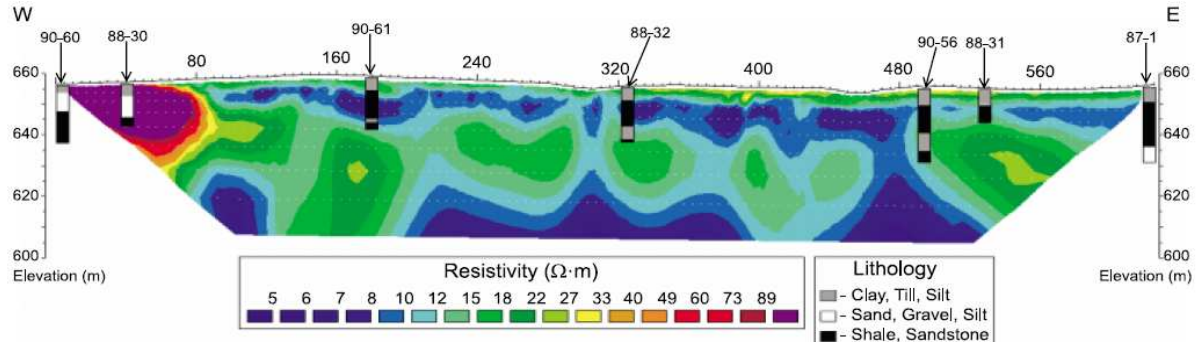 W E
90-60 88-30 90-61 88-32 90-56 88-31 87-1
80 160 240 320 400 480 560
660 660
640 640
620 620
600 600
Elevation (m) Elevation (m)
Resistivity (Ω·m)
5 6 7 8 10 12 15 18 22 27 33 40 49 60 73 89
Lithology
- Clay, Till, Silt
- Sand, Gravel, Silt
- Shale, Sandstone